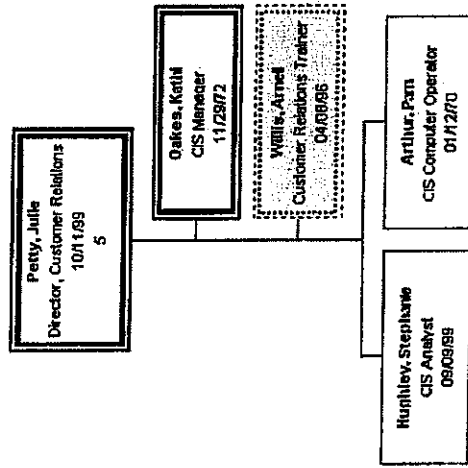 Petty, Julie
Director, Customer Relations
10/11/99
5
Oakes, Kathi
CIS Manager
11/29/72
Willis, Arnell
Customer Relations Trainer
04/08/96
Hughley, Stephanie
CIS Analyst
09/09/99
Arthur, Pam
CIS Computer Operator
01/12/70